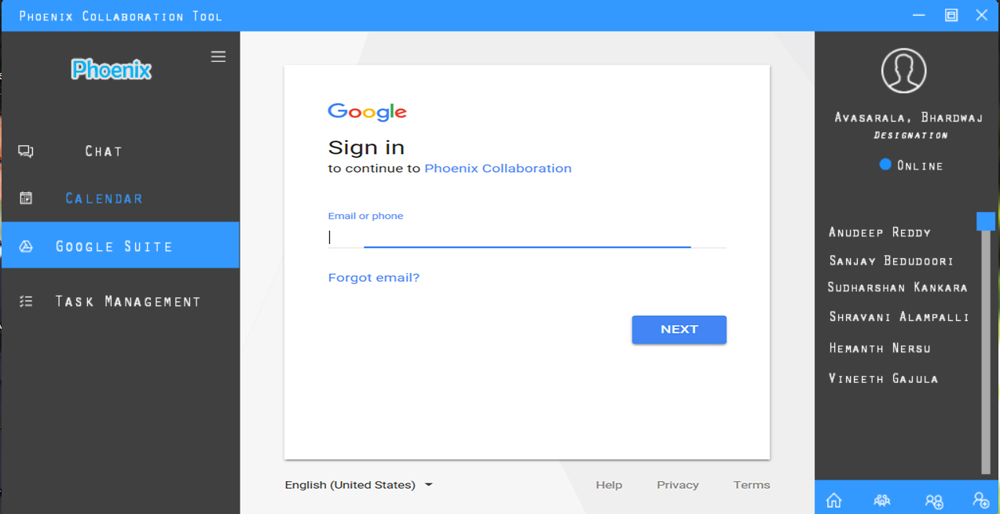 Phoenix Collaboration Tool
Phoenix
Chat
Calendar
Google Suite
Task Management
Google
Sign in
to continue to Phoenix Collaboration
Email or phone
Forgot email?
NEXT
English (United States)
Help
Privacy
Terms
Avasarala, Bhardwaj
Designation
Online
Anudeep Reddy
Sanjay Bedudoori
Sudharshan Kankara
Shravani Alampalli
Hemanth Nersu
Vineeth Gajula